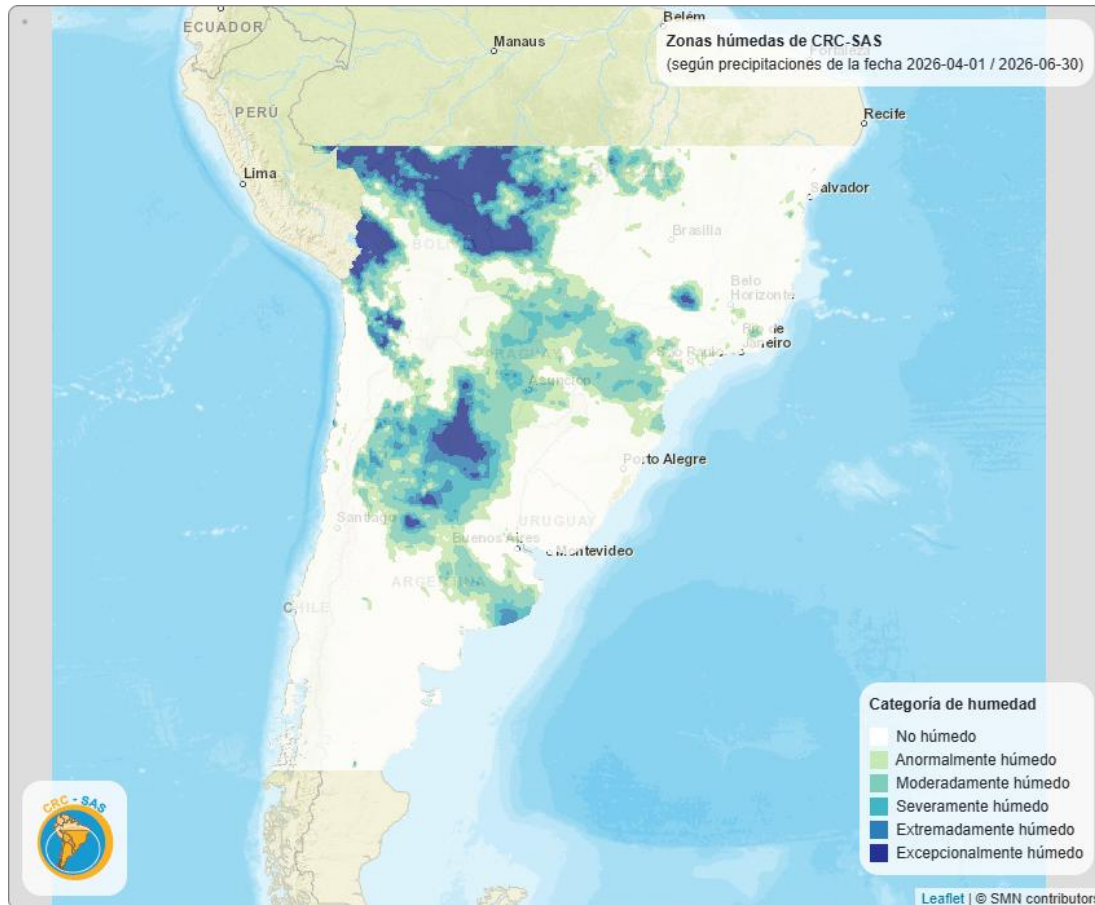 ECUADOR
Manaus
Belém
Zonas húmedas de CRC-SAS
Fortaleza
(según precipitaciones de la fecha 2026-04-01 / 2026-06-30)
PERÚ
Recife
Lima
Salvador
Brasilia
BOLIVIA
Belo
Horizonte
Rio de
Janeiro
São Paulo
PARAGUAY
Asunción
Porto Alegre
Santiago
URUGUAY
Buenos Aires
Montevideo
ARGENTINA
CHILE
Categoría de humedad
No húmedo
Anormalmente húmedo
Moderadamente húmedo
Severamente húmedo
Extremadamente húmedo
Excepcionalmente húmedo
CRC - SAS
Leaflet | © SMN contributors